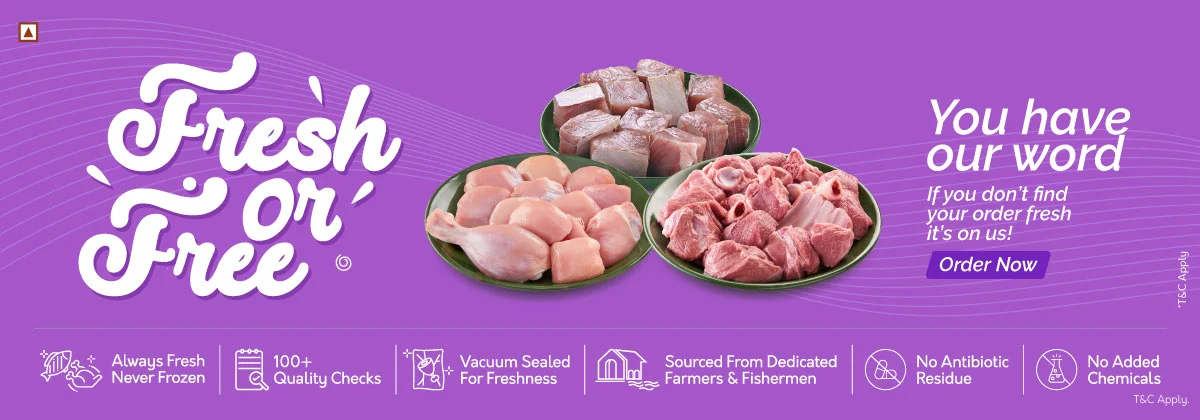 Fresh
or
Free
You have
our word
If you don't find
your order fresh
it's on us!
Order Now
*T&C Apply
Always Fresh
Never Frozen
100+
Quality Checks
Vacuum Sealed
For Freshness
Sourced From Dedicated
Farmers & Fishermen
No Antibiotic
Residue
No Added
Chemicals
T&C Apply.